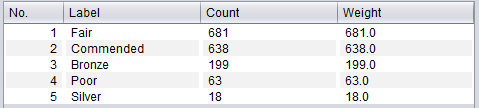 No. Label Count Weight
1 Fair 681 681.0
2 Commended 638 638.0
3 Bronze 199 199.0
4 Poor 63 63.0
5 Silver 18 18.0